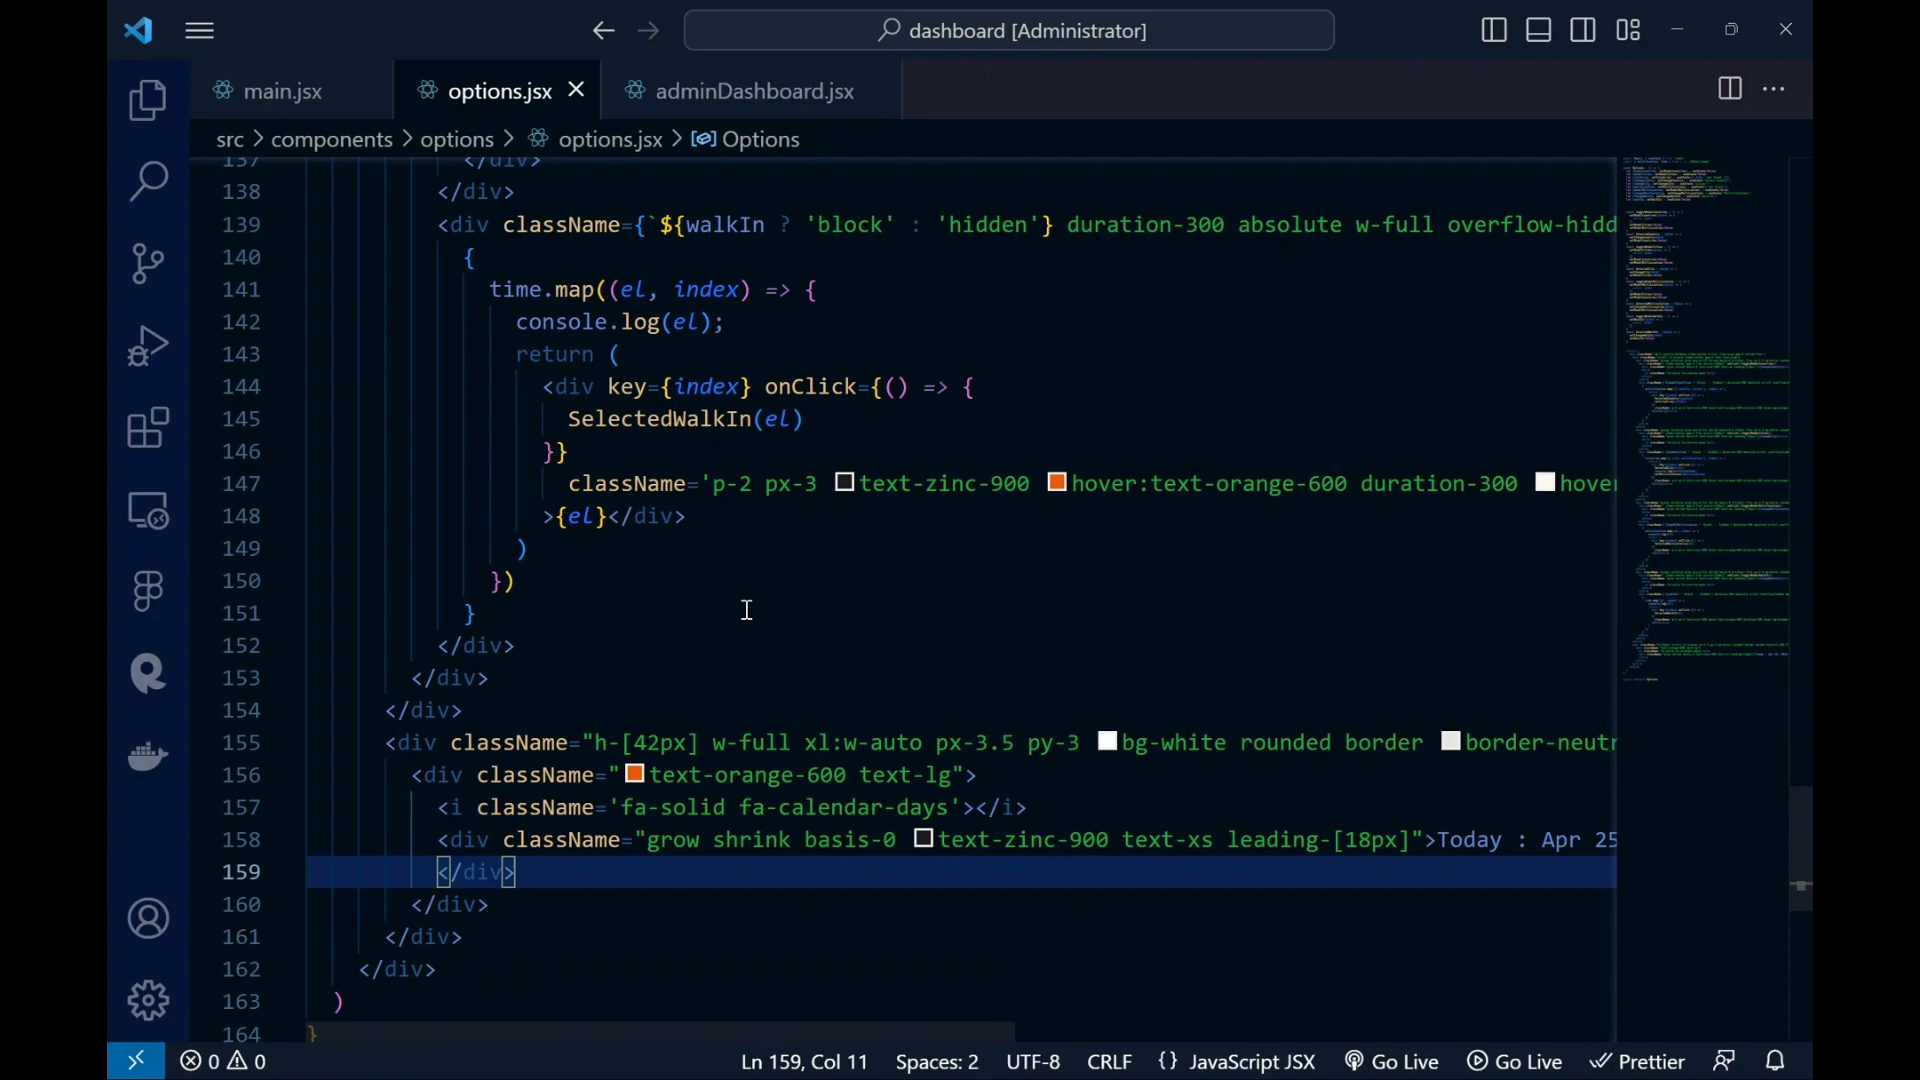 dashboard [Administrator]
main.jsx
options.jsx
adminDashboard.jsx
src > components > options > options.jsx > Options
137 </div>
138 </div>
139 <div className={`${walkIn ? 'block' : 'hidden'} duration-300 absolute w-full overflow-hidd
140 {
141 time.map((el, index) => {
142 console.log(el);
143 return (
144 <div key={index} onClick={() => {
145 SelectedWalkIn(el)
146 }}
147 className='p-2 px-3 text-zinc-900 hover:text-orange-600 duration-300 hover
148 >{el}</div>
149 )
150 })
151 }
152 </div>
153 </div>
154 </div>
155 <div className="h-[42px] w-full xl:w-auto px-3.5 py-3 bg-white rounded border border-neutr
156 <div className="text-orange-600 text-lg">
157 <i className='fa-solid fa-calendar-days'></i>
158 <div className="grow shrink basis-0 text-zinc-900 text-xs leading-[18px]">Today : Apr 25
159 </div>
160 </div>
161 </div>
162 </div>
163 )
164 }
0 0
Ln 159, Col 11
Spaces: 2
UTF-8
CRLF
{} JavaScript JSX
Go Live
Go Live
Prettier